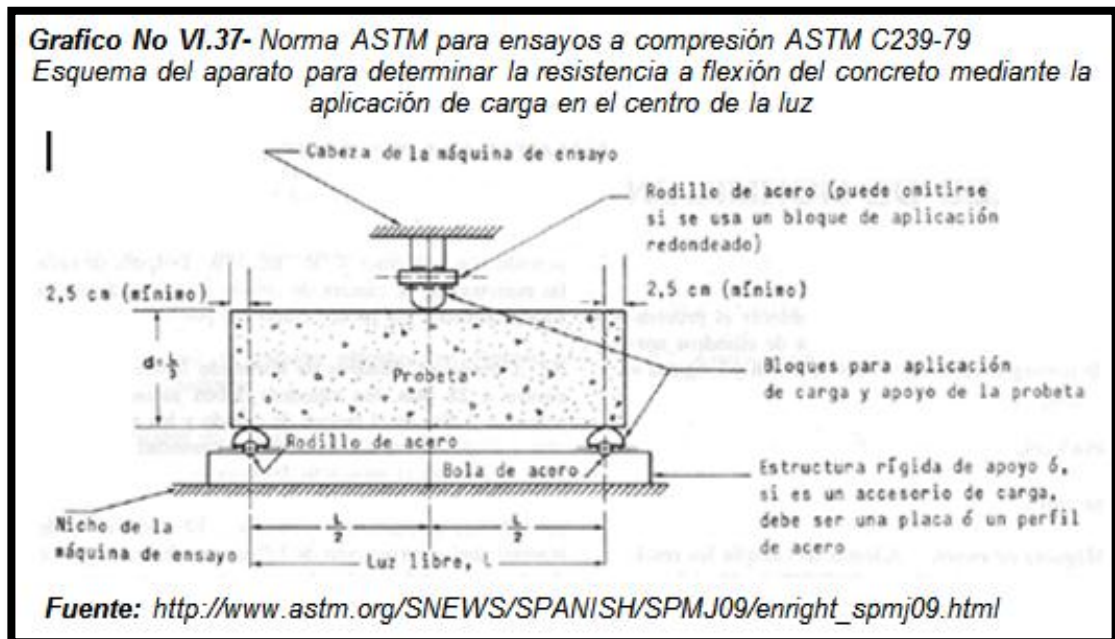 Grafico No VI.37- Norma ASTM para ensayos a compresión ASTM C239-79
Esquema del aparato para determinar la resistencia a flexión del concreto mediante la
aplicación de carga en el centro de la luz
Cabeza de la máquina de ensayo
Rodillo de acero (puede omitirse
si se usa un bloque de aplicación
redondeado)
2,5 cm (mínimo)
2,5 cm (mínimo)
d=L/3
Probeta
Bloques para aplicación
de carga y apoyo de la probeta
Rodillo de acero
Bola de acero
Estructura rígida de apoyo ó,
si es un accesorio de carga,
debe ser una placa ó un perfil
de acero
Nicho de la
máquina de ensayo
L/2
L/2
Luz libre, L
Fuente: http://www.astm.org/SNEWS/SPANISH/SPMJ09/enright_spmj09.html